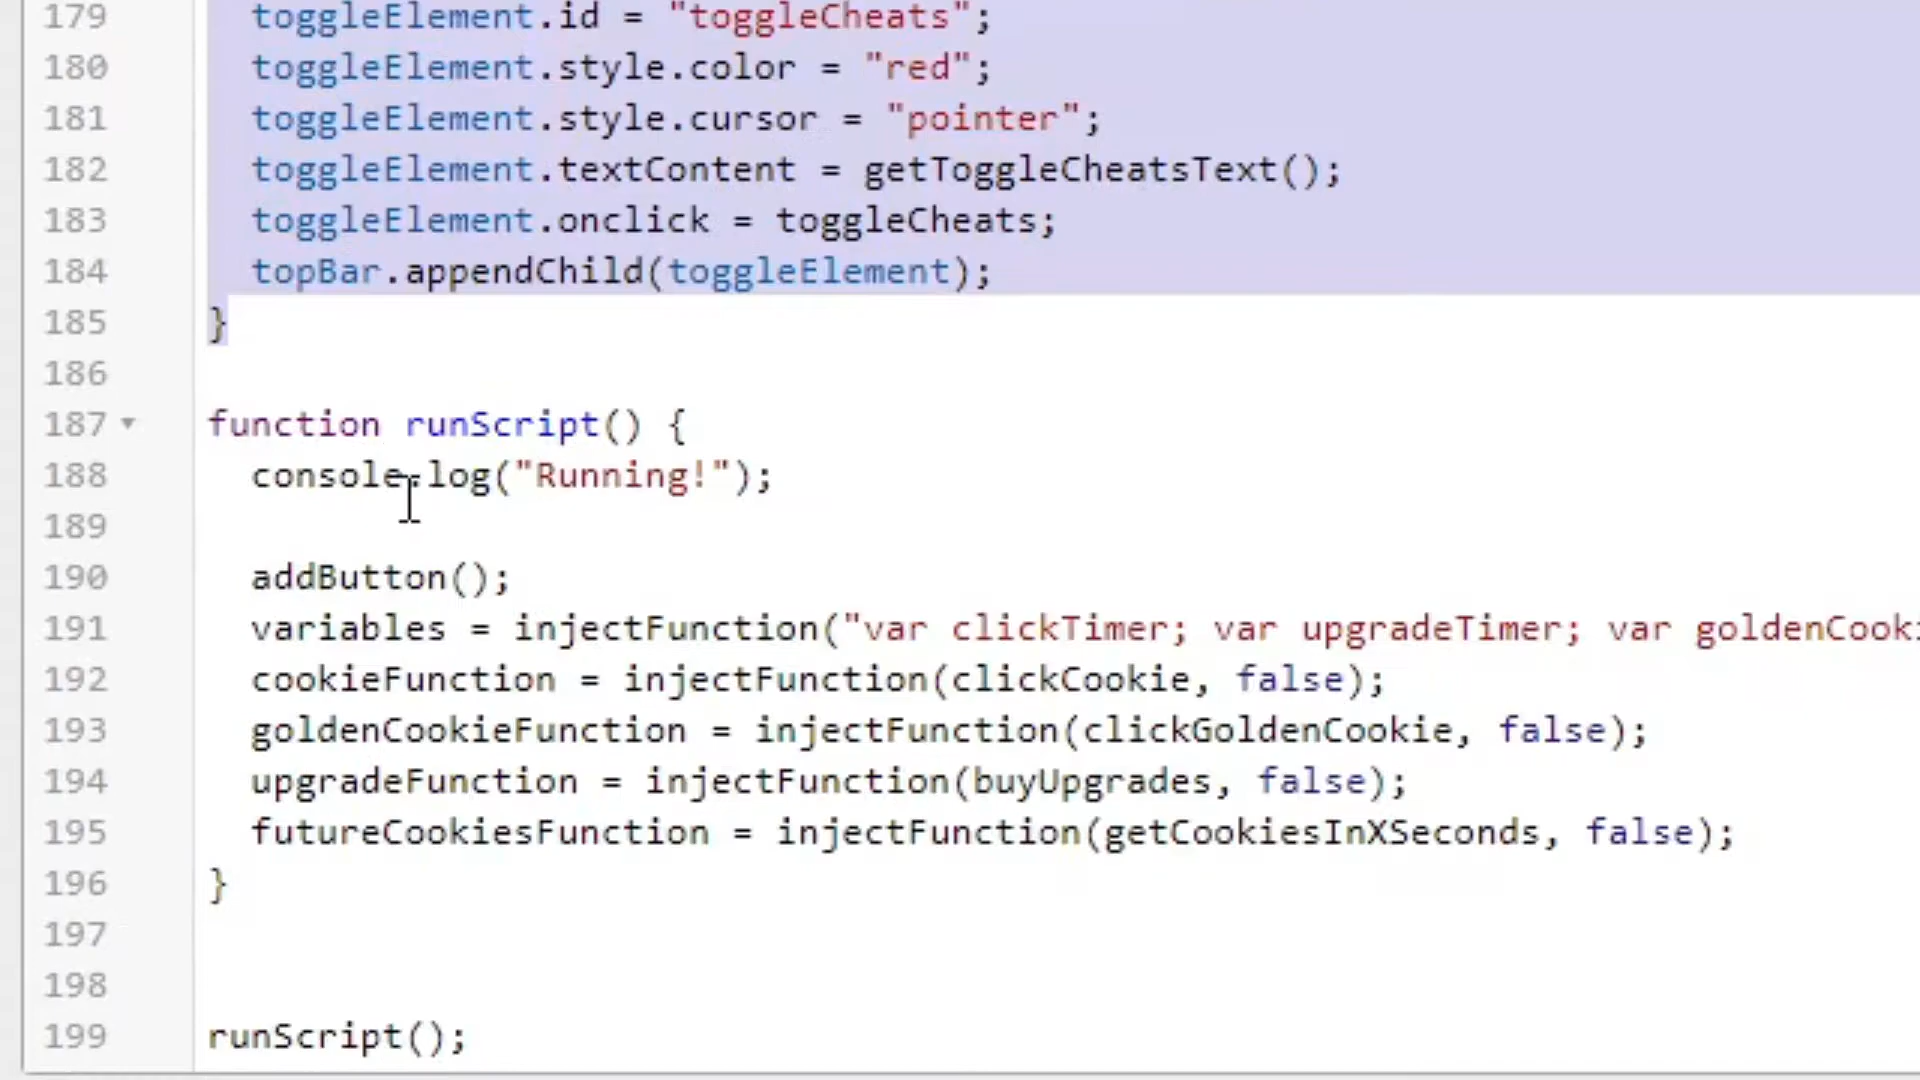 179 toggleElement.id = "toggleCheats";
180 toggleElement.style.color = "red";
181 toggleElement.style.cursor = "pointer";
182 toggleElement.textContent = getToggleCheatsText();
183 toggleElement.onclick = toggleCheats;
184 topBar.appendChild(toggleElement);
185 }
186
187 function runScript() {
188 console.log("Running!");
189
190 addButton();
191 variables = injectFunction("var clickTimer; var upgradeTimer; var goldenCooki
192 cookieFunction = injectFunction(clickCookie, false);
193 goldenCookieFunction = injectFunction(clickGoldenCookie, false);
194 upgradeFunction = injectFunction(buyUpgrades, false);
195 futureCookiesFunction = injectFunction(getCookiesInXSeconds, false);
196 }
197
198
199 runScript();